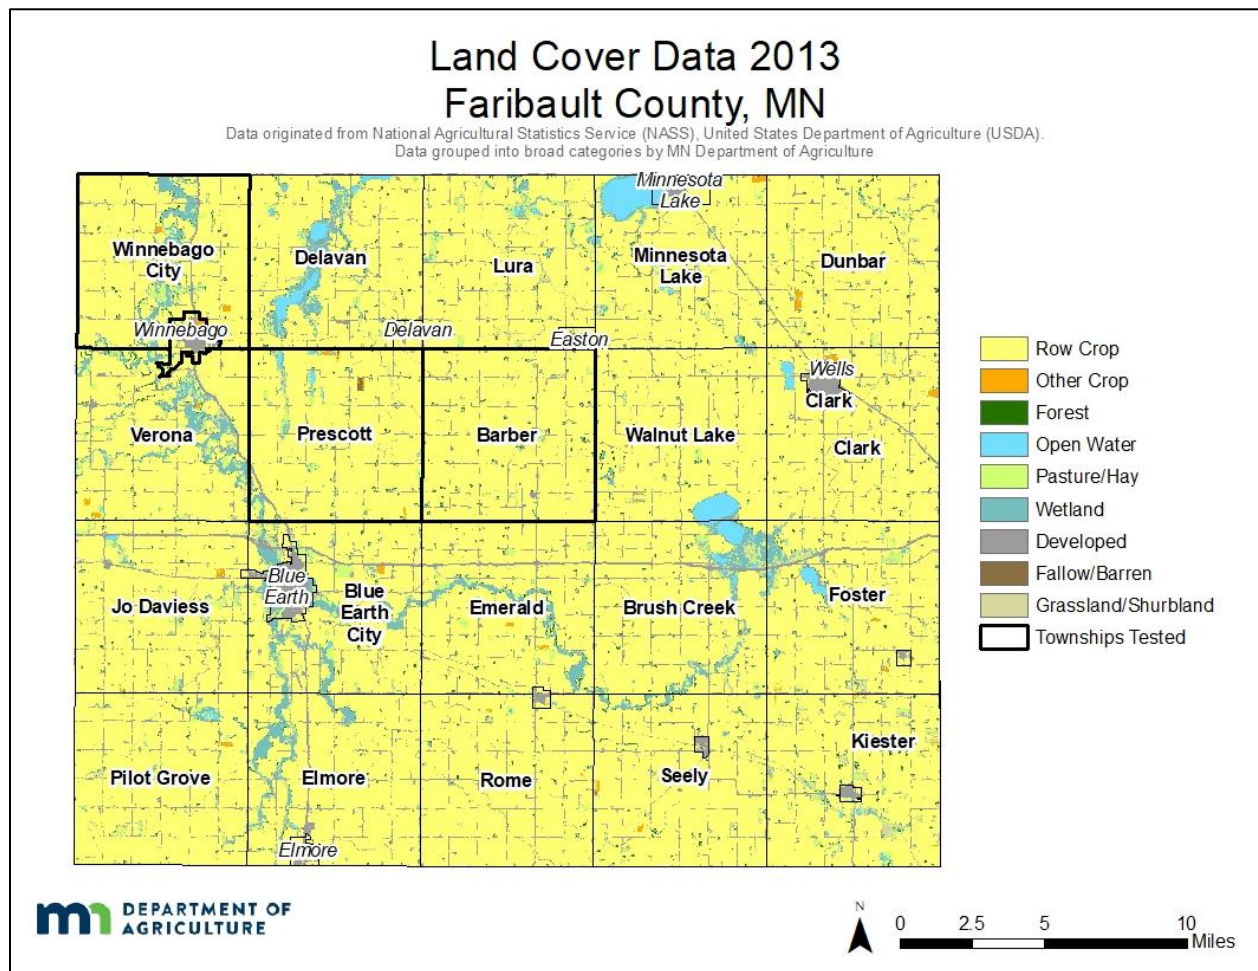 Land Cover Data 2013
Faribault County, MN
Data originated from National Agricultural Statistics Service (NASS), United States Department of Agriculture (USDA).
Data grouped into broad categories by MN Department of Agriculture
Minnesota
Lake
Winnebago
City
Delavan
Lura
Minnesota
Lake
Dunbar
Winnebago
Delavan
Easton
Wells
Clark
Verona
Prescott
Barber
Walnut Lake
Clark
Blue
Earth
Jo Daviess
Blue
Earth
City
Emerald
Brush Creek
Foster
Pilot Grove
Elmore
Rome
Seely
Kiester
Elmore
Row Crop
Other Crop
Forest
Open Water
Pasture/Hay
Wetland
Developed
Fallow/Barren
Grassland/Shurbland
Townships Tested
mn DEPARTMENT OF
AGRICULTURE
N
0 2.5 5 10
Miles